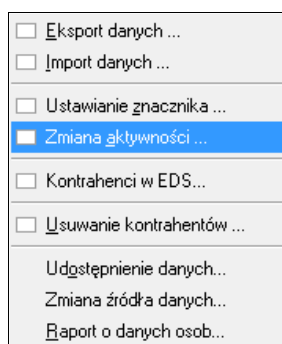 Eksport danych ...
Import danych ...
Ustawianie znacznika ...
Zmiana aktywności ...
Kontrahenci w EDS...
Usuwanie kontrahentów ...
Udostępnienie danych...
Zmiana źródła danych...
Raport o danych osob...